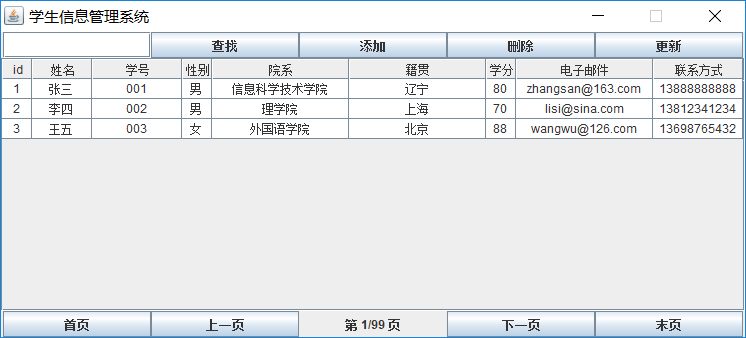 学生信息管理系统
查找 添加 删除 更新
id 姓名 学号 性别 院系 籍贯 学分 电子邮件 联系方式
1 张三 001 男 信息科学技术学院 辽宁 80 zhangsan@163.com 13888888888
2 李四 002 男 理学院 上海 70 lisi@sina.com 13812341234
3 王五 003 女 外国语学院 北京 88 wangwu@126.com 13698765432
首页 上一页 第 1/99 页 下一页 末页